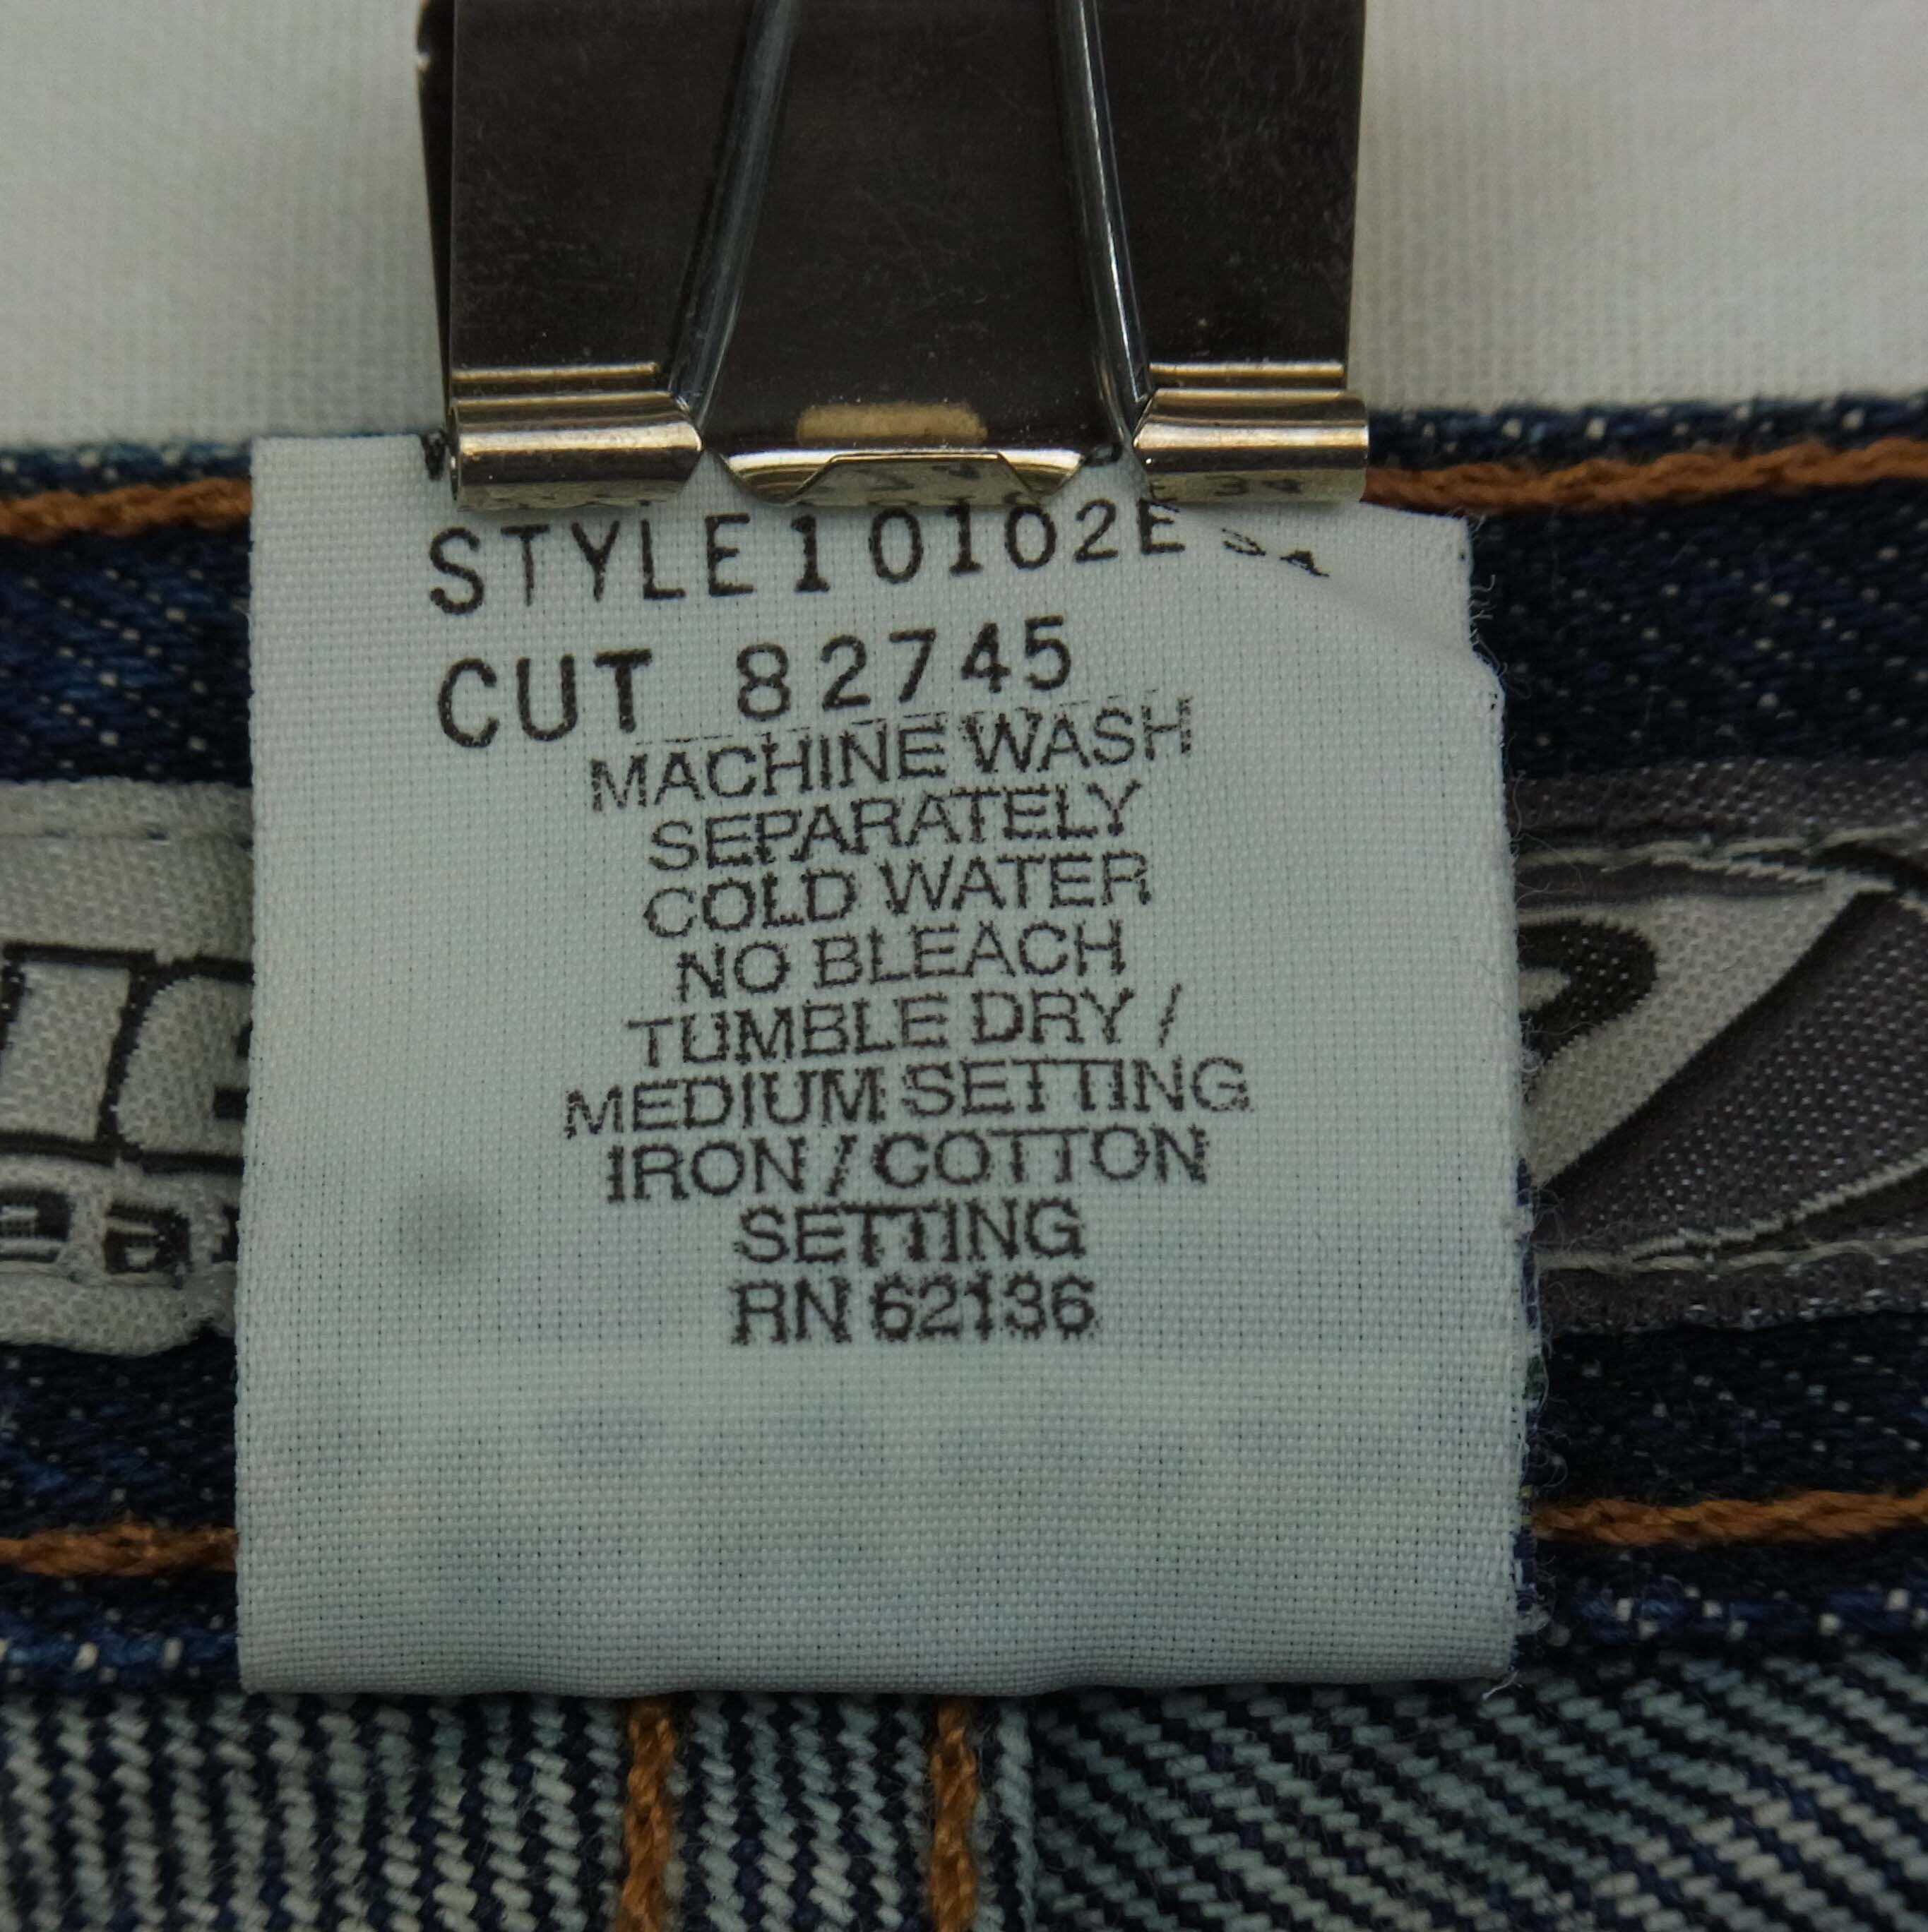 STYLE 10102E
CUT 82745
MACHINE WASH
SEPARATELY
COLD WATER
NO BLEACH
TUMBLE DRY /
MEDIUM SETTING
IRON / COTTON
SETTING
RN 62136